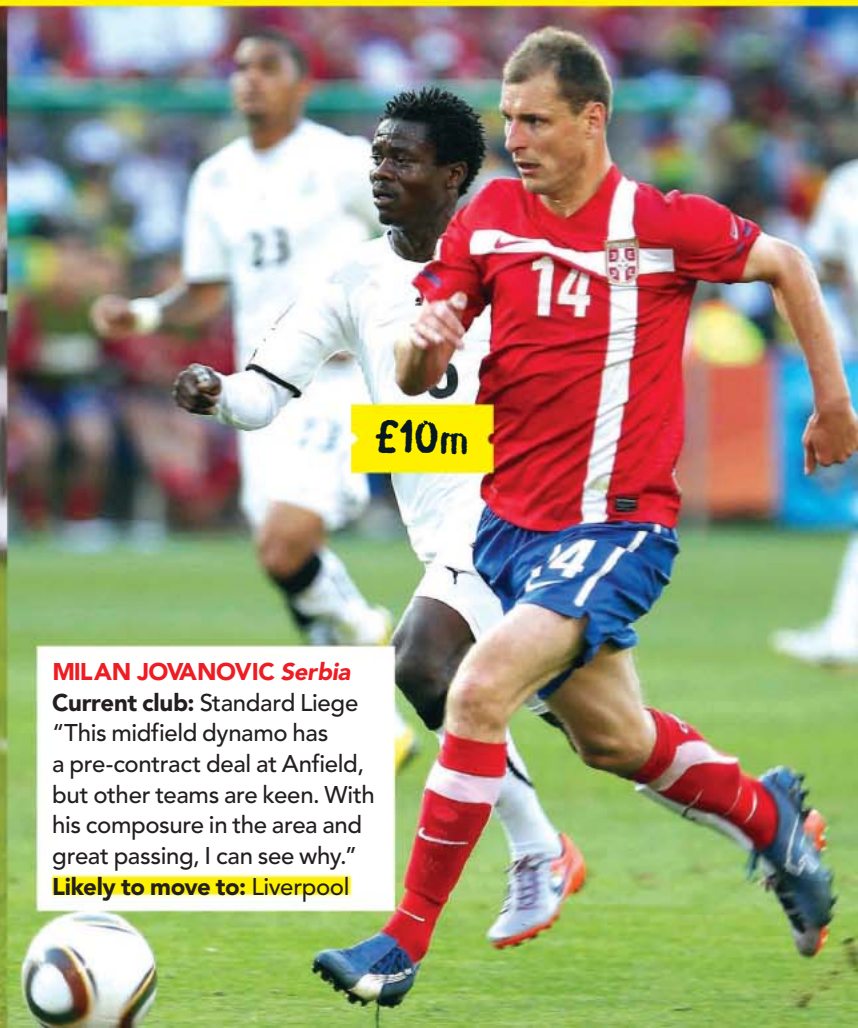 23
14
£10m
14
MILAN JOVANOVIC Serbia
Current club: Standard Liege
“This midfield dynamo has
a pre-contract deal at Anfield,
but other teams are keen. With
his composure in the area and
great passing, I can see why.”
Likely to move to: Liverpool